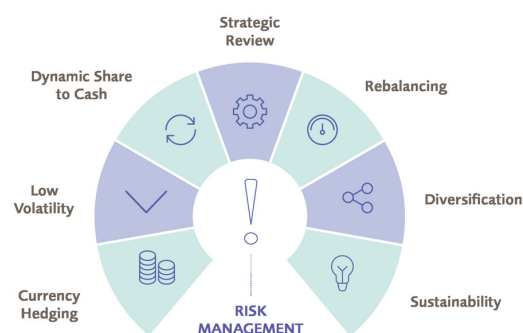 Strategic
Review
Dynamic Share
to Cash
Rebalancing
Low
Volatility
Diversification
Currency
Hedging
Sustainability
RISK
MANAGEMENT